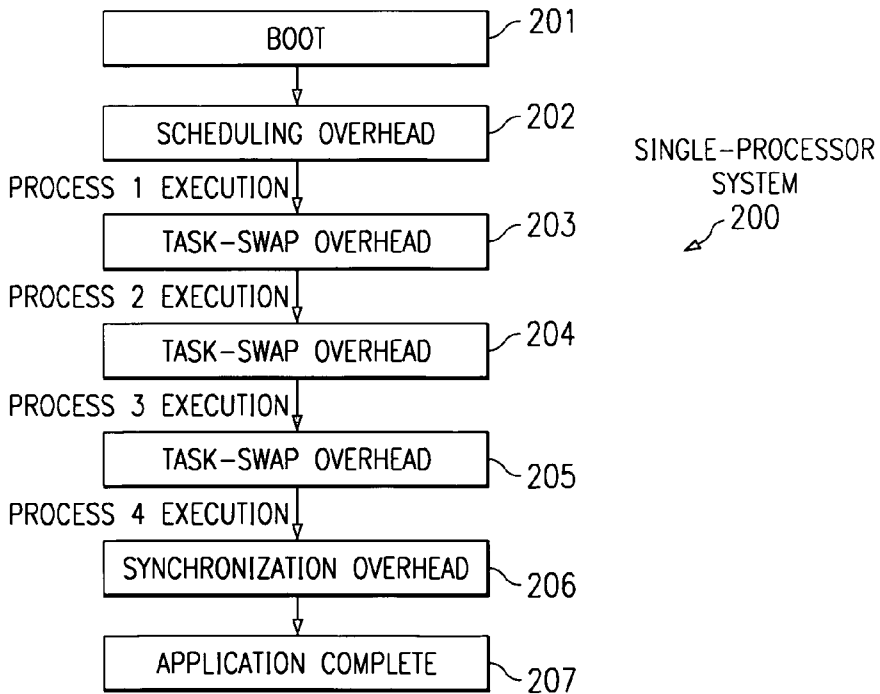 BOOT
201
SCHEDULING OVERHEAD
202
PROCESS 1 EXECUTION
TASK-SWAP OVERHEAD
203
PROCESS 2 EXECUTION
TASK-SWAP OVERHEAD
204
PROCESS 3 EXECUTION
TASK-SWAP OVERHEAD
205
PROCESS 4 EXECUTION
SYNCHRONIZATION OVERHEAD
206
APPLICATION COMPLETE
207
SINGLE-PROCESSOR
SYSTEM
200